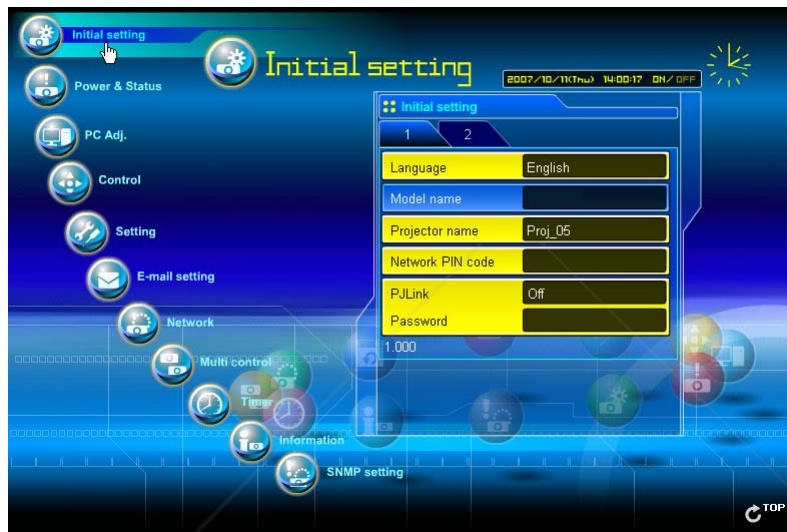 Initial setting
Power & Status
PC Adj.
Control
Setting
E-mail setting
Network
Multi control
Timer
Information
SNMP setting
Initial setting
2007/10/11(Thu) 14:00:17 ON/OFF
Initial setting
1 2
Language English
Model name
Projector name Proj_05
Network PIN code
PJLink Off
Password
1.000
TOP